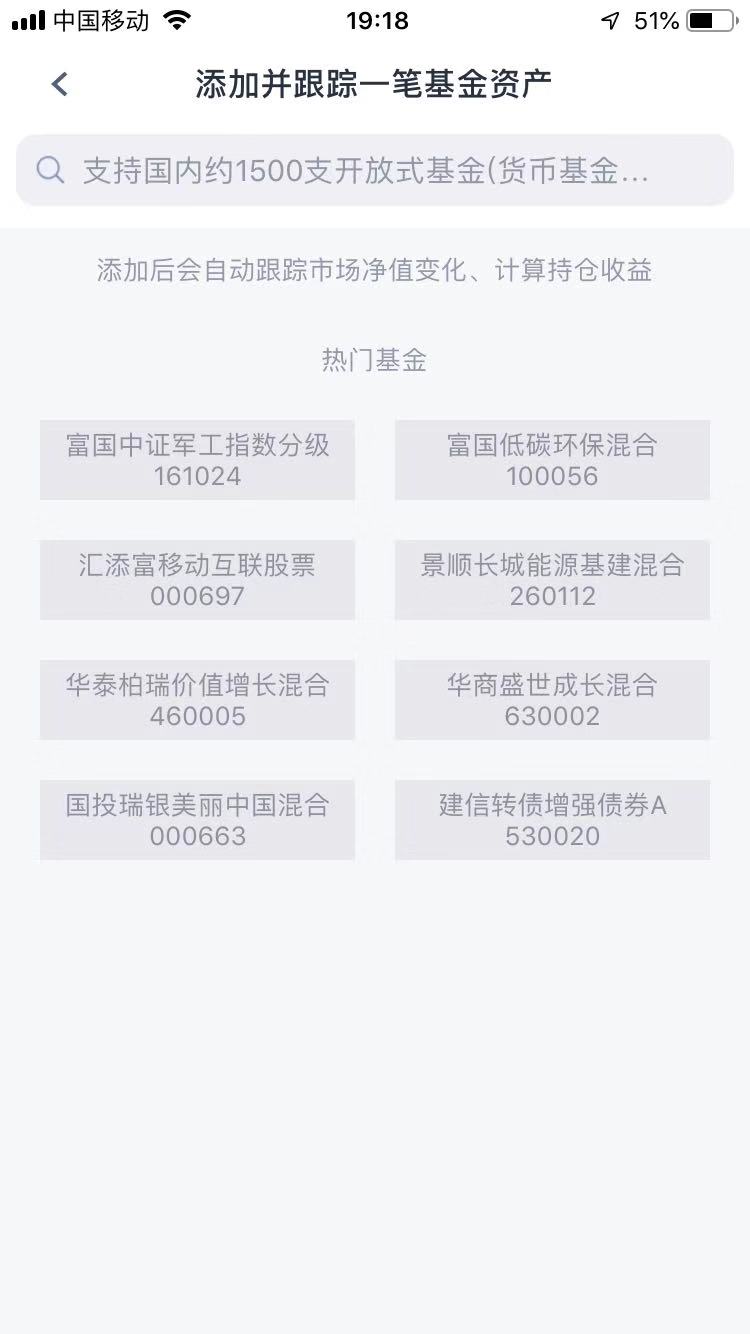 中国移动 19:18 51%
添加并跟踪一笔基金资产
支持国内约1500支开放式基金(货币基金...
添加后会自动跟踪市场净值变化、计算持仓收益
热门基金
富国中证军工指数分级
161024
富国低碳环保混合
100056
汇添富移动互联股票
000697
景顺长城能源基建混合
260112
华泰柏瑞价值增长混合
460005
华商盛世成长混合
630002
国投瑞银美丽中国混合
000663
建信转债增强债券A
530020